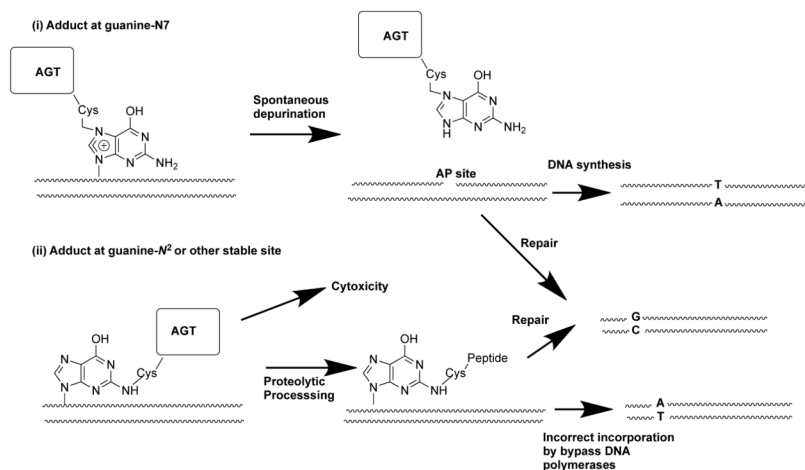 (i) Adduct at guanine-N7
AGT
Cys
OH
N
N
N
N
NH2
⊕
Spontaneous
depurination
AGT
Cys
OH
N
N
N
H
N
NH2
AP site
DNA synthesis
T
A
Repair
(ii) Adduct at guanine-N2 or other stable site
Cytoxicity
AGT
OH
N
N
N
N
NH
Cys
Proteolytic
Processsing
OH
N
N
N
N
NH
Cys
Peptide
Repair
G
C
A
T
Incorrect incorporation
by bypass DNA
polymerases